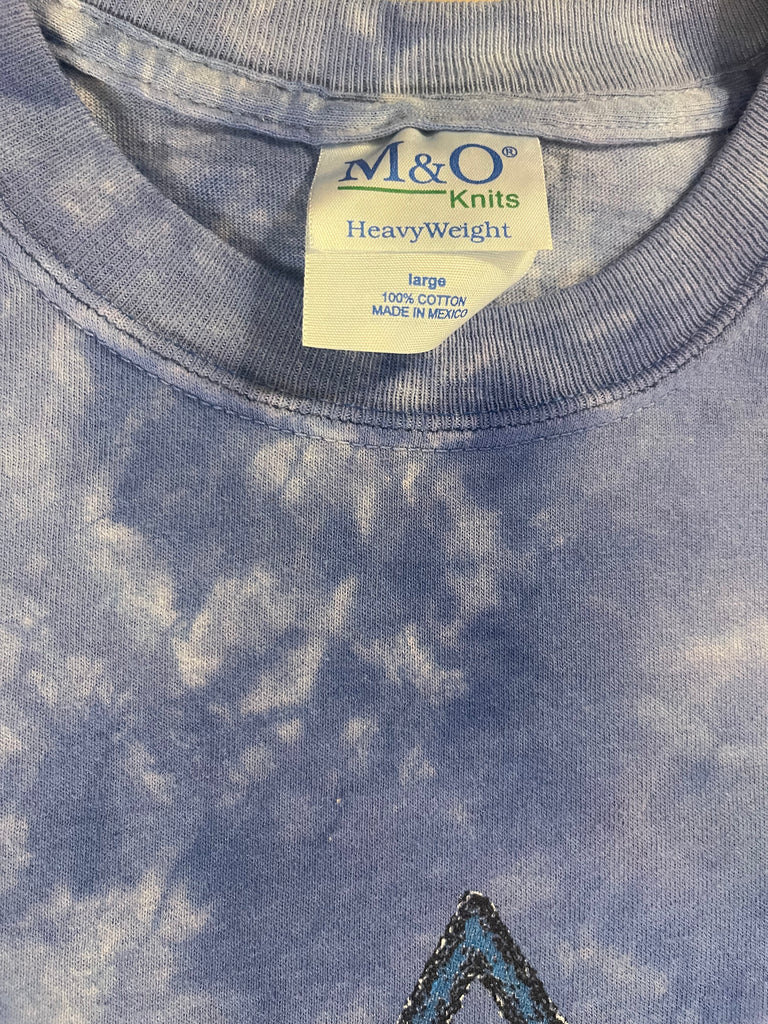 M&O®
Knits
HeavyWeight
large
100% COTTON
MADE IN MEXICO